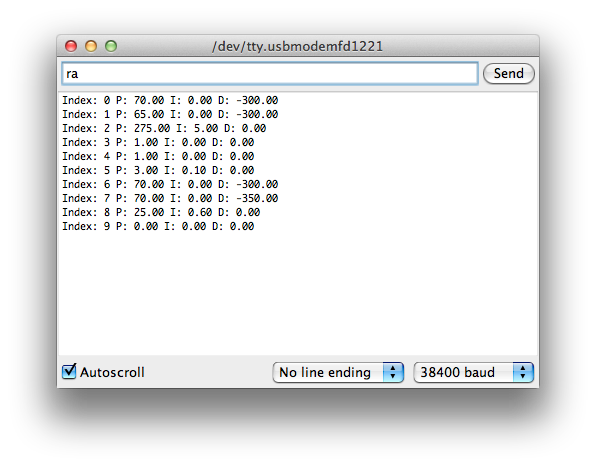 /dev/tty.usbmodemfd1221
ra
Send
Index: 0 P: 70.00 I: 0.00 D: -300.00
Index: 1 P: 65.00 I: 0.00 D: -300.00
Index: 2 P: 275.00 I: 5.00 D: 0.00
Index: 3 P: 1.00 I: 0.00 D: 0.00
Index: 4 P: 1.00 I: 0.00 D: 0.00
Index: 5 P: 3.00 I: 0.10 D: 0.00
Index: 6 P: 70.00 I: 0.00 D: -300.00
Index: 7 P: 70.00 I: 0.00 D: -350.00
Index: 8 P: 25.00 I: 0.60 D: 0.00
Index: 9 P: 0.00 I: 0.00 D: 0.00
Autoscroll
No line ending
38400 baud